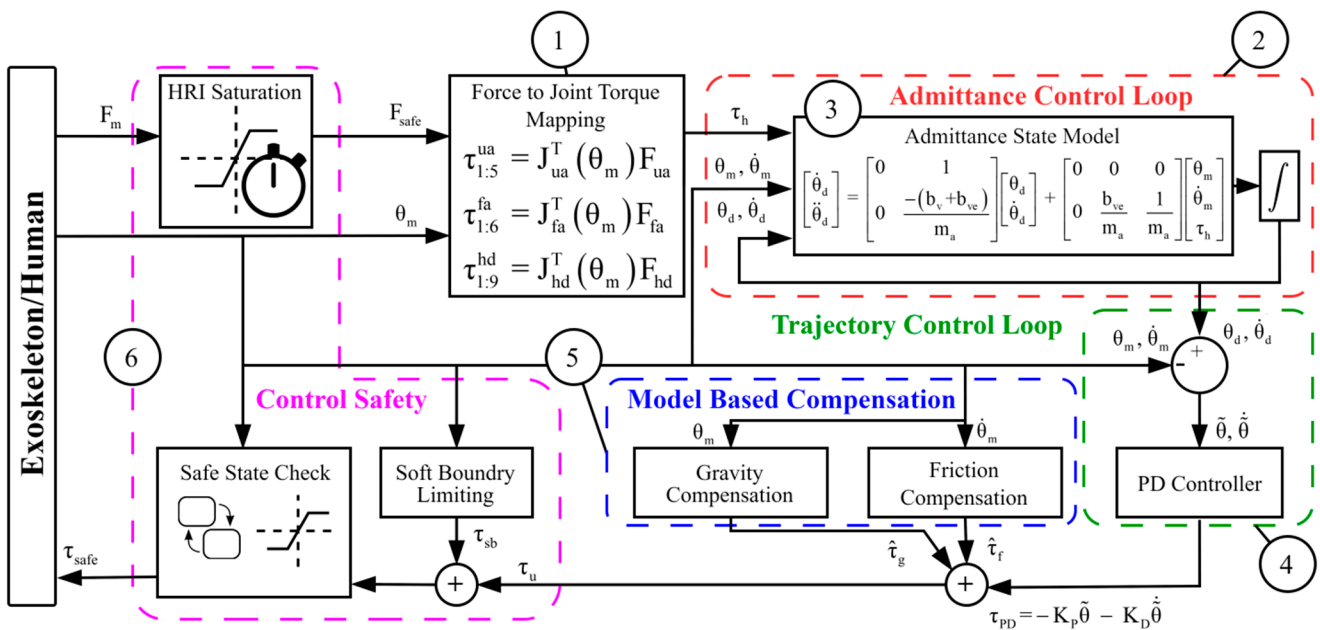 1
2
HRI Saturation
Force to Joint Torque
Mapping
Admittance Control Loop
3
Admittance State Model
F_m
F_safe
τ_h
τ^ua_1:5 = J^T_ua (θ_m) F_ua
θ_m, θ̇_m
[θ̇_d θ̈_d] = [0 1; 0 -(b_v+b_ve)/m_a] [θ_d θ̇_d] + [0 0 0; 0 b_ve/m_a 1/m_a] [θ_m θ̇_m τ_h]
∫
θ_m
τ^fa_1:6 = J^T_fa (θ_m) F_fa
θ_d, θ̇_d
τ^hd_1:9 = J^T_hd (θ_m) F_hd
Exoskeleton/Human
Trajectory Control Loop
θ_m, θ̇_m
θ_d, θ̇_d
+
-
6
5
Control Safety
Model Based Compensation
θ_m
θ̇_m
θ̃, θ̃̇
Safe State Check
Soft Boundry
Limiting
Gravity
Compensation
Friction
Compensation
PD Controller
τ_sb
τ̂_g
τ̂_f
4
τ_safe
+
τ_u
+
τ_PD = -K_P θ̃ - K_D θ̃̇